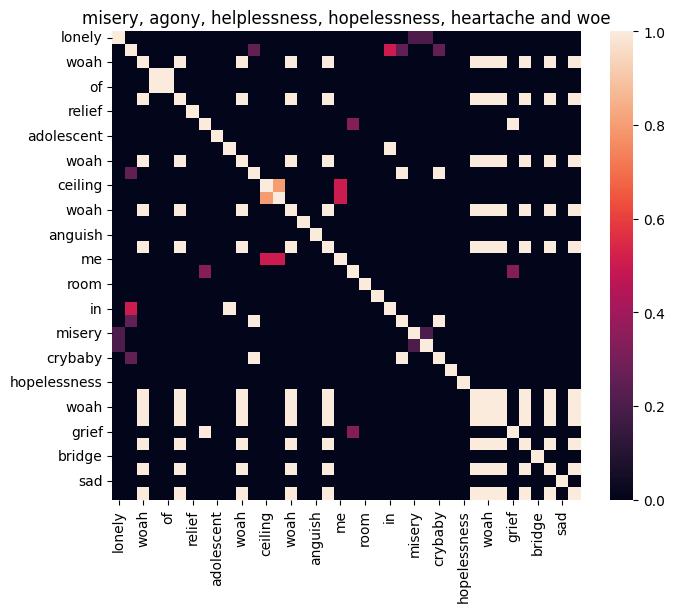 misery, agony, helplessness, hopelessness, heartache and woe
lonely
woah
of
relief
adolescent
woah
ceiling
woah
anguish
me
room
in
misery
crybaby
hopelessness
woah
grief
bridge
sad
1.0
0.8
0.6
0.4
0.2
0.0
lonely
woah
of
relief
adolescent
woah
ceiling
woah
anguish
me
room
in
misery
crybaby
hopelessness
woah
grief
bridge
sad